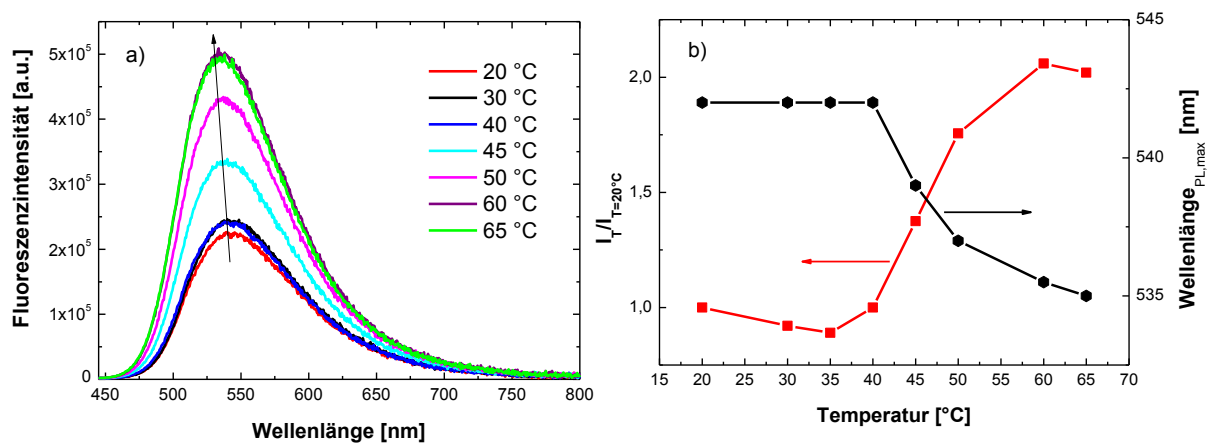 a)
5x10⁵
4x10⁵
3x10⁵
2x10⁵
1x10⁵
0
450 500 550 600 650 700 750 800
Fluoreszenzintensität [a.u.]
Wellenlänge [nm]
20 °C
30 °C
40 °C
45 °C
50 °C
60 °C
65 °C
b)
2,0
1,5
1,0
15 20 25 30 35 40 45 50 55 60 65 70
545
540
535
I_T/I_T=20°C
Temperatur [°C]
Wellenlänge_PL,max [nm]